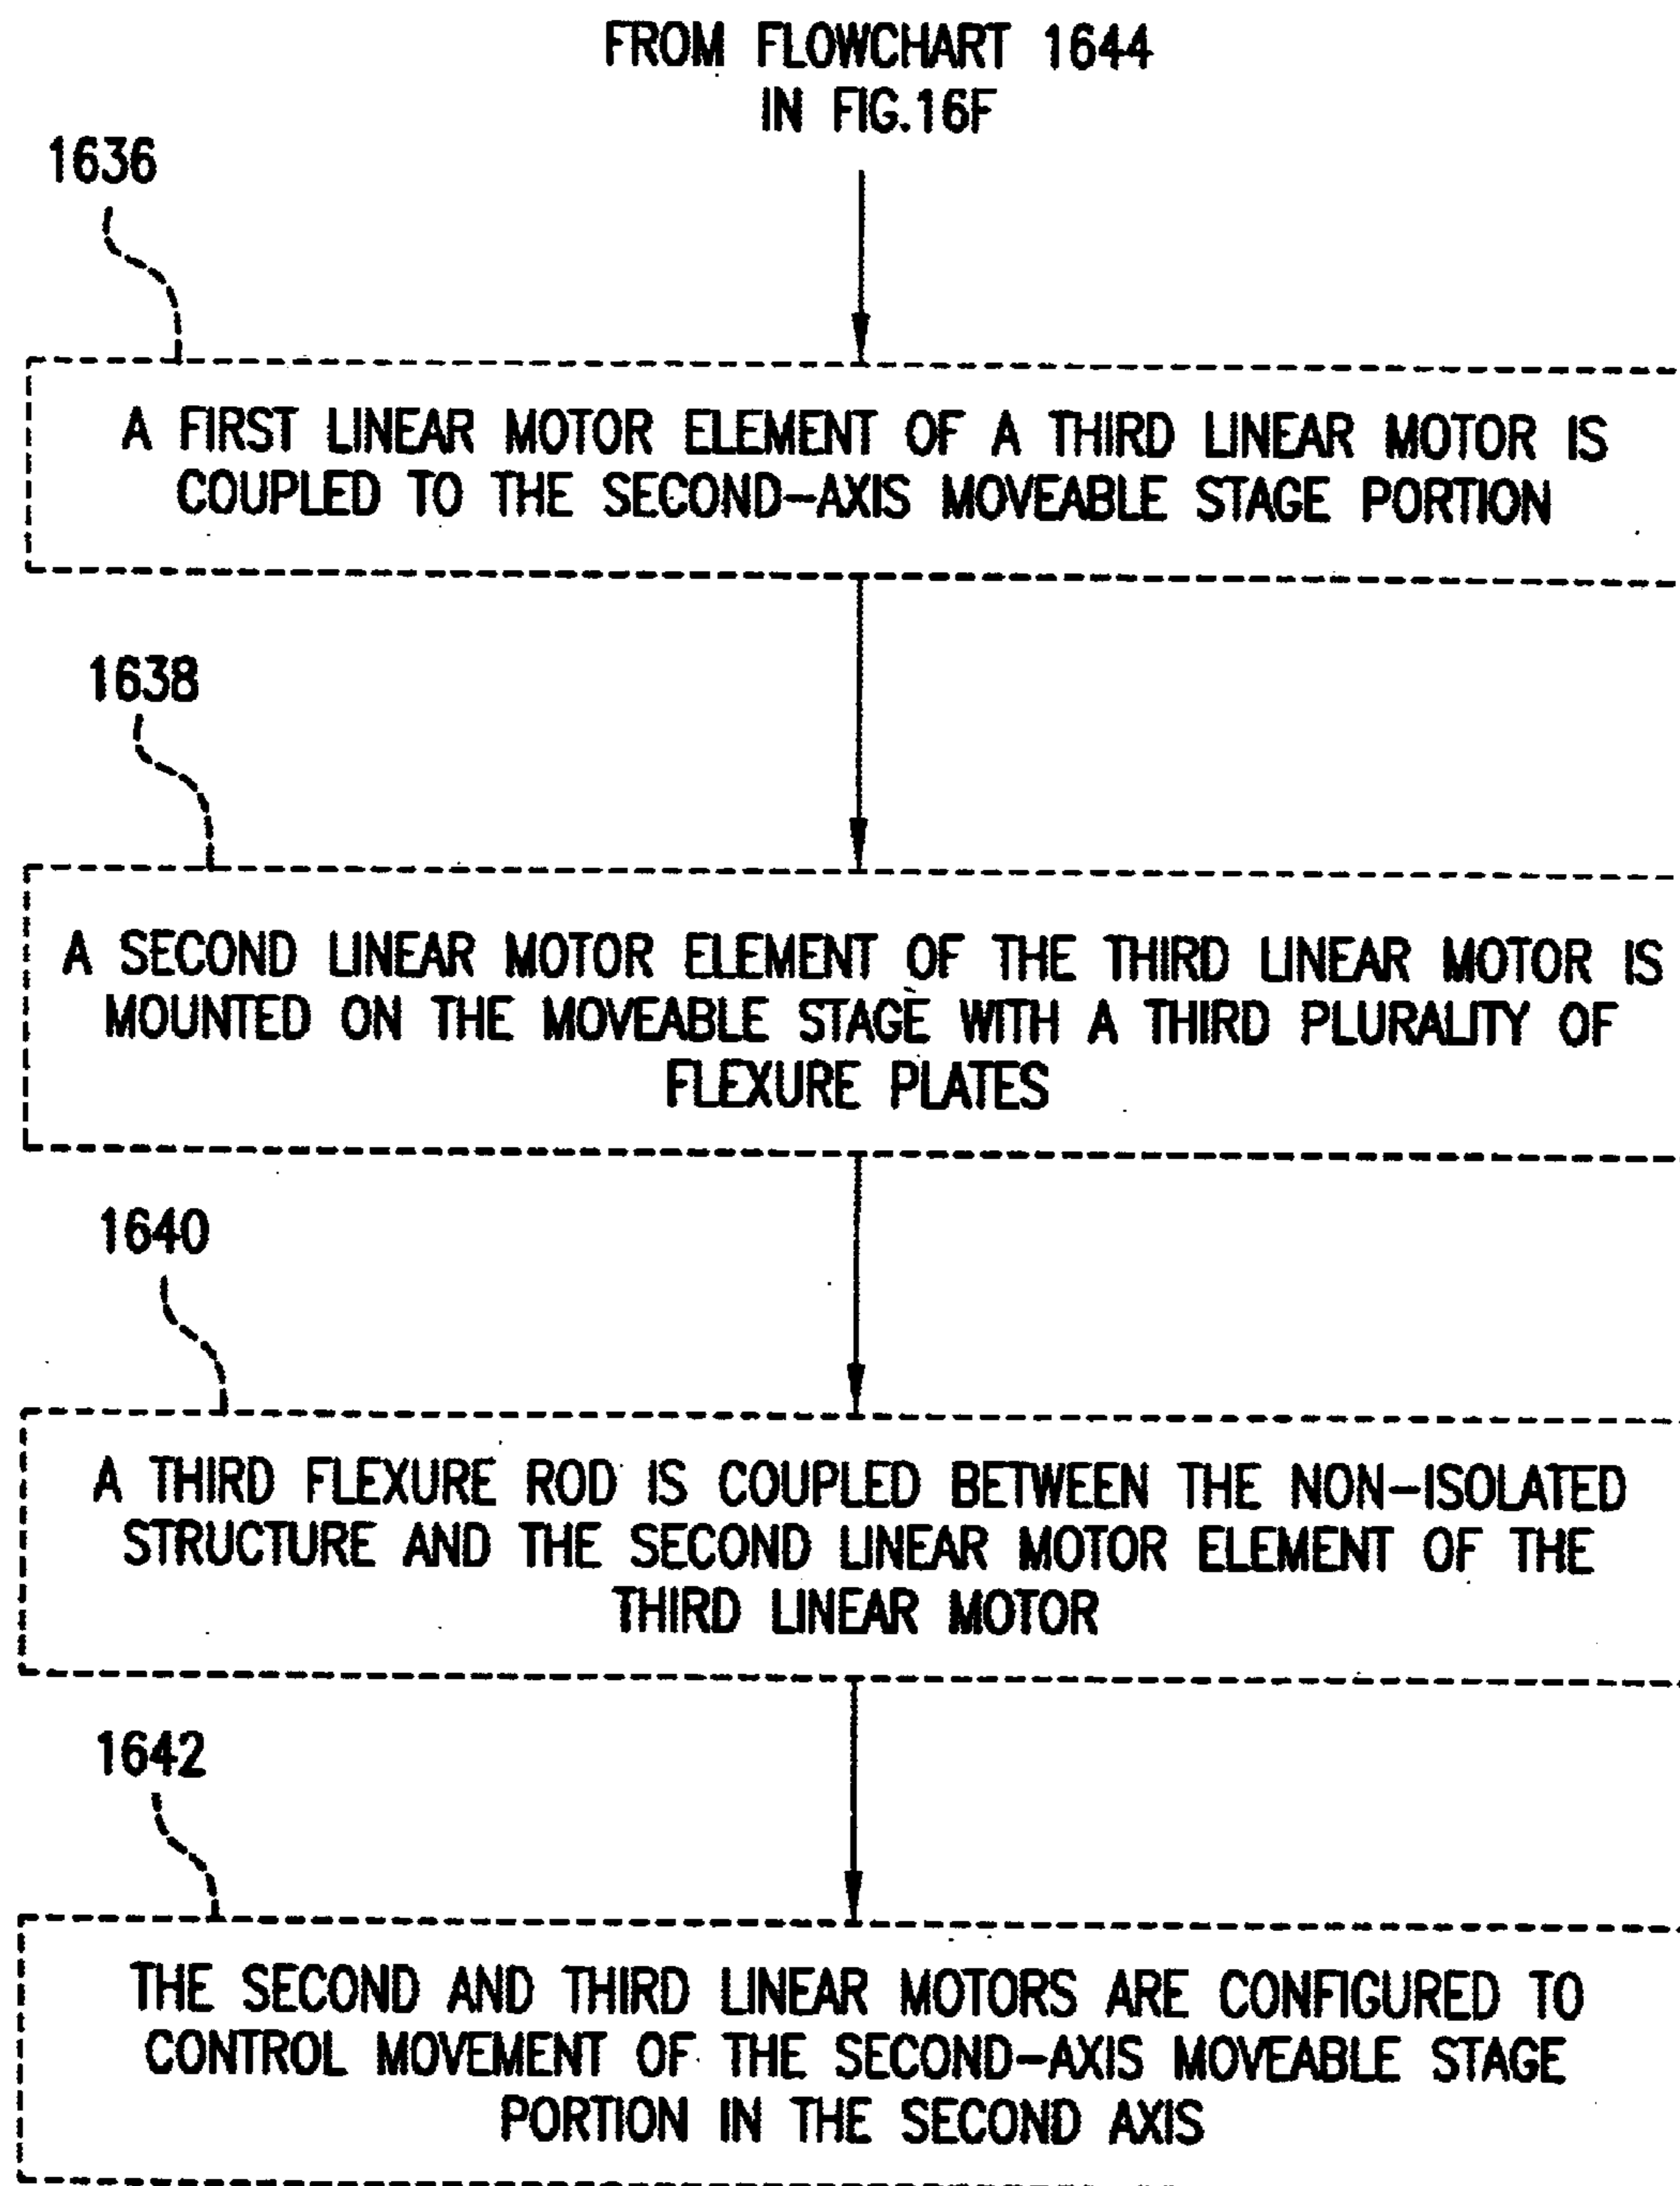 FROM FLOWCHART 1644
IN FIG.16F
1636
A FIRST LINEAR MOTOR ELEMENT OF A THIRD LINEAR MOTOR IS
COUPLED TO THE SECOND-AXIS MOVEABLE STAGE PORTION
1638
A SECOND LINEAR MOTOR ELEMENT OF THE THIRD LINEAR MOTOR IS
MOUNTED ON THE MOVEABLE STAGE WITH A THIRD PLURALITY OF
FLEXURE PLATES
1640
A THIRD FLEXURE ROD IS COUPLED BETWEEN THE NON-ISOLATED
STRUCTURE AND THE SECOND LINEAR MOTOR ELEMENT OF THE
THIRD LINEAR MOTOR
1642
THE SECOND AND THIRD LINEAR MOTORS ARE CONFIGURED TO
CONTROL MOVEMENT OF THE SECOND-AXIS MOVEABLE STAGE
PORTION IN THE SECOND AXIS